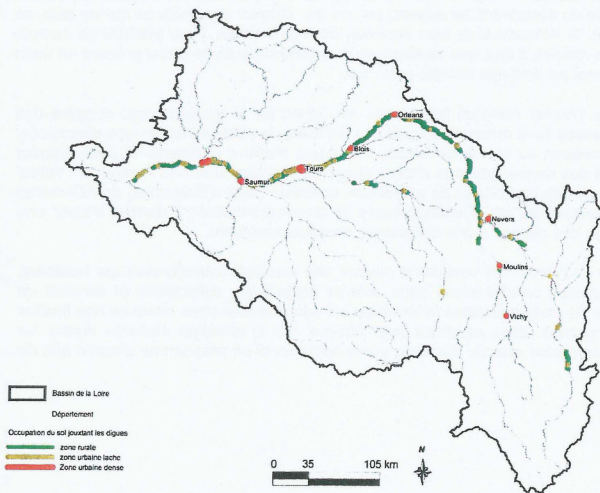 Orleans
Blois
Tours
Saumur
Nevers
Moulins
Vichy
Bassin de la Loire
Département
Occupation du sol jouxtant les digues
zone rurale
zone urbaine lache
Zone urbaine dense
0 35 105 km
N